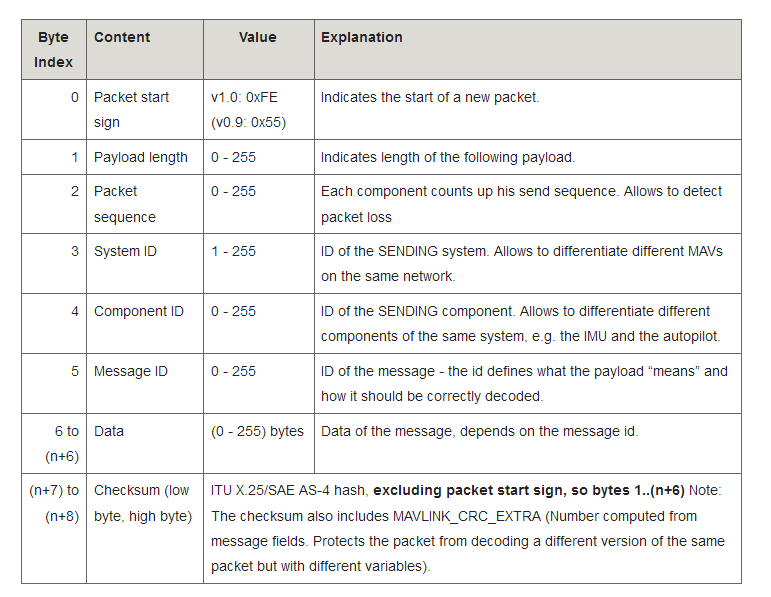 Byte Content Value Explanation
Index
0 Packet start v1.0: 0xFE Indicates the start of a new packet.
sign (v0.9: 0x55)
1 Payload length 0 - 255 Indicates length of the following payload.
2 Packet 0 - 255 Each component counts up his send sequence. Allows to detect
sequence packet loss
3 System ID 1 - 255 ID of the SENDING system. Allows to differentiate different MAVs
on the same network.
4 Component ID 0 - 255 ID of the SENDING component. Allows to differentiate different
components of the same system, e.g. the IMU and the autopilot.
5 Message ID 0 - 255 ID of the message - the id defines what the payload “means” and
how it should be correctly decoded.
6 to Data (0 - 255) bytes Data of the message, depends on the message id.
(n+6)
(n+7) to Checksum (low ITU X.25/SAE AS-4 hash, excluding packet start sign, so bytes 1..(n+6) Note:
(n+8) byte, high byte) The checksum also includes MAVLINK_CRC_EXTRA (Number computed from
message fields. Protects the packet from decoding a different version of the same
packet but with different variables).